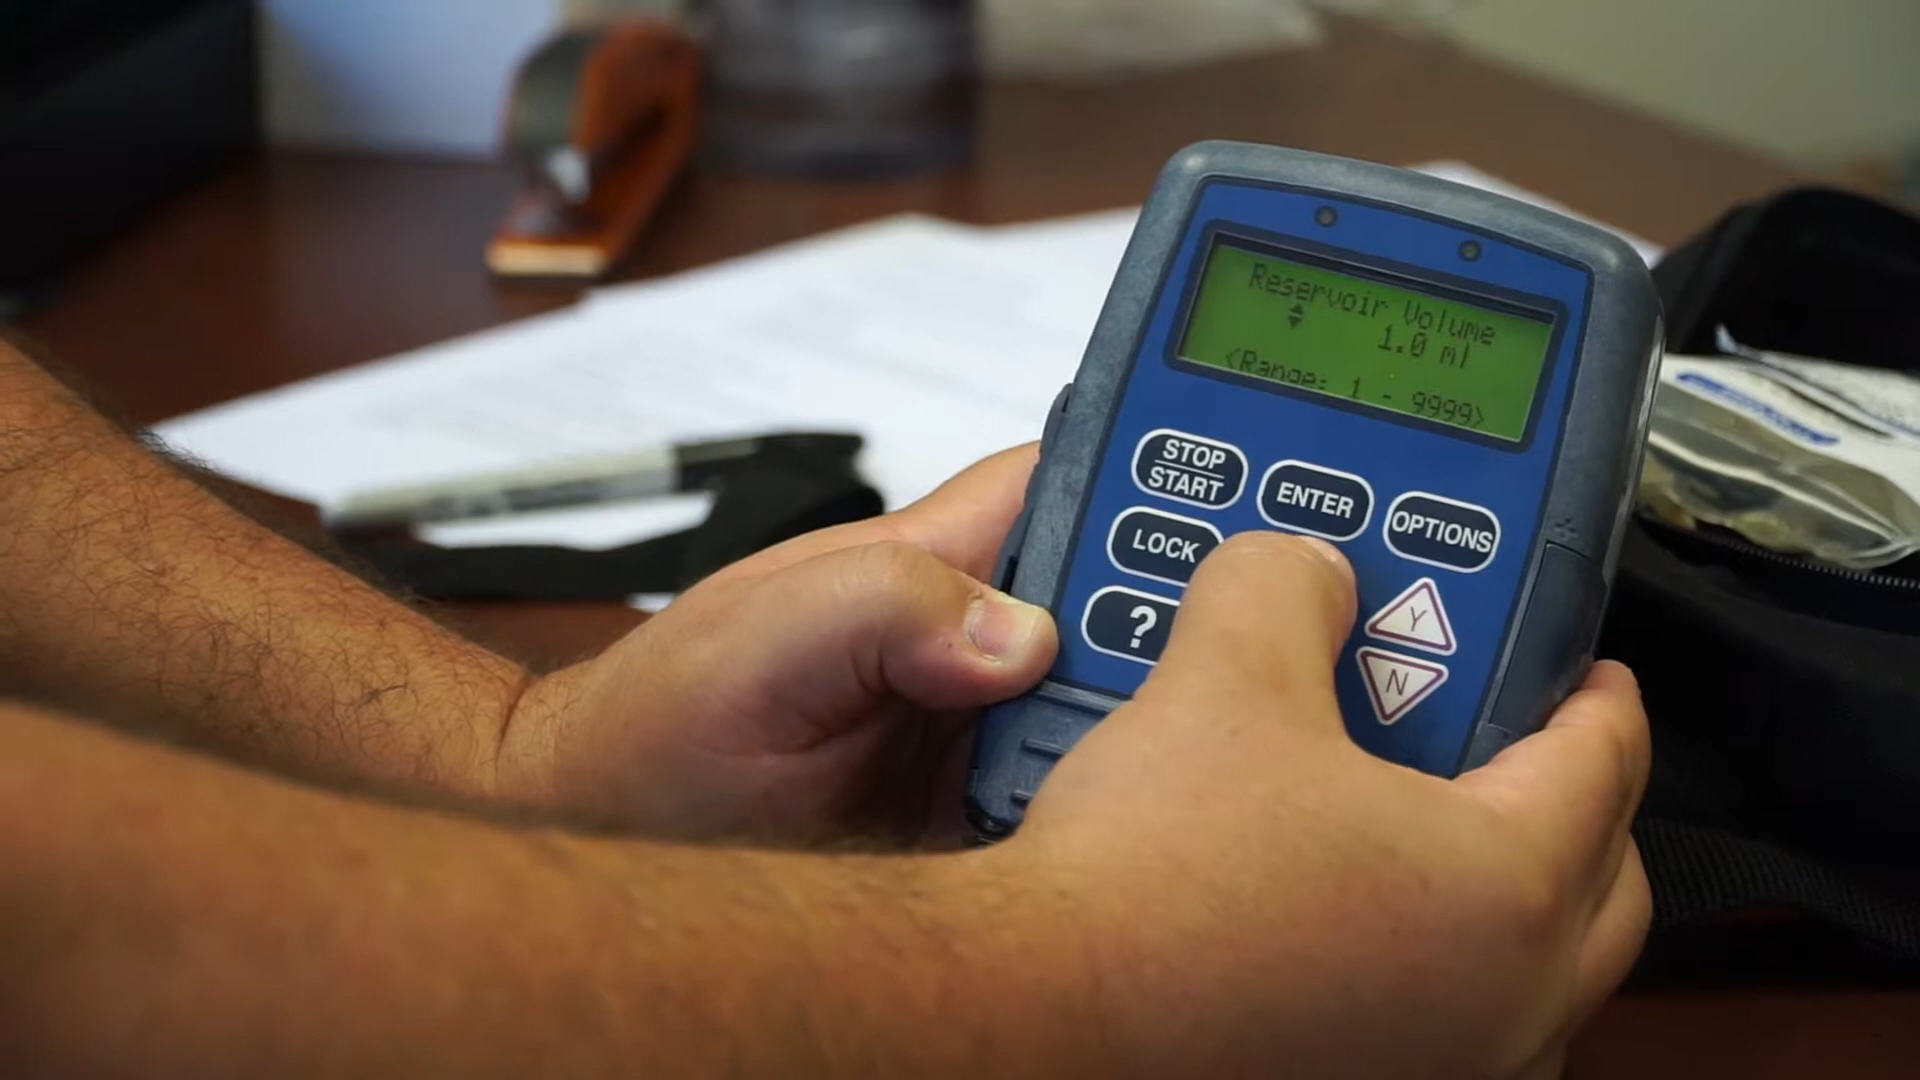 Reservoir Volume
1.0 ml
<Range: 1 - 9999>
STOP
START
ENTER
OPTIONS
LOCK
?
Y
N